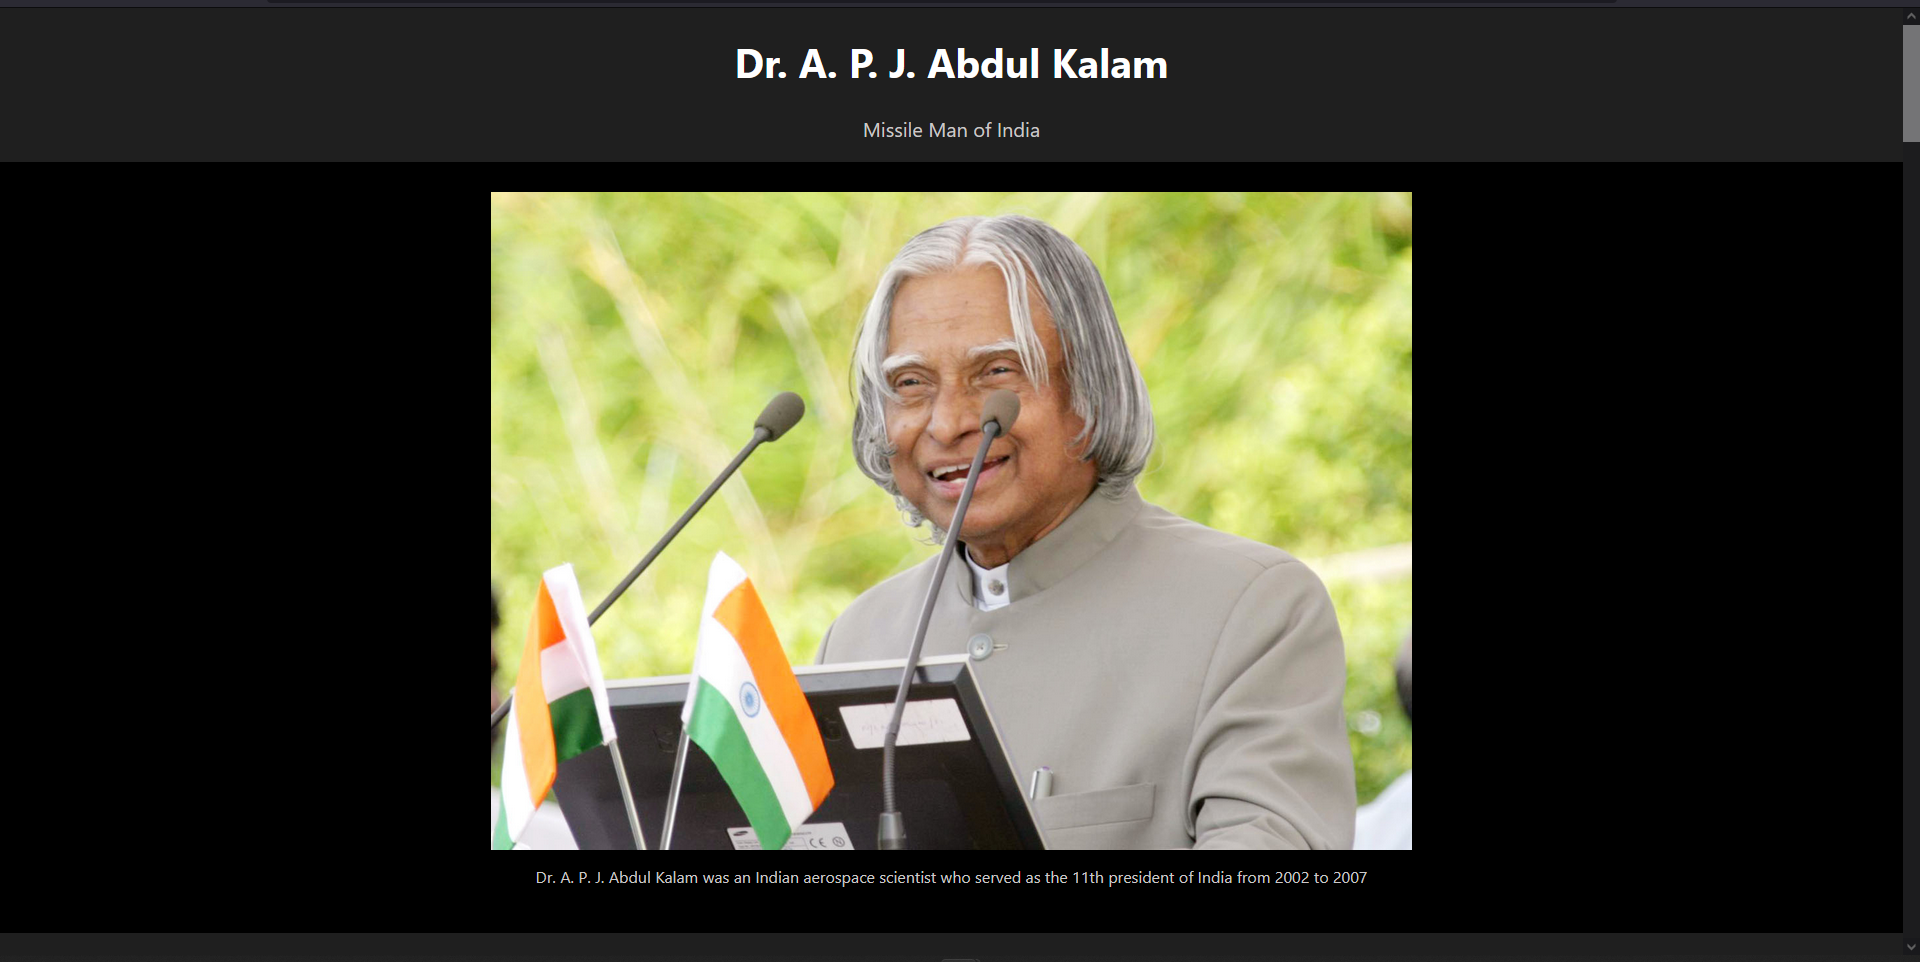 Dr. A. P. J. Abdul Kalam
Missile Man of India
Dr. A. P. J. Abdul Kalam was an Indian aerospace scientist who served as the 11th president of India from 2002 to 2007